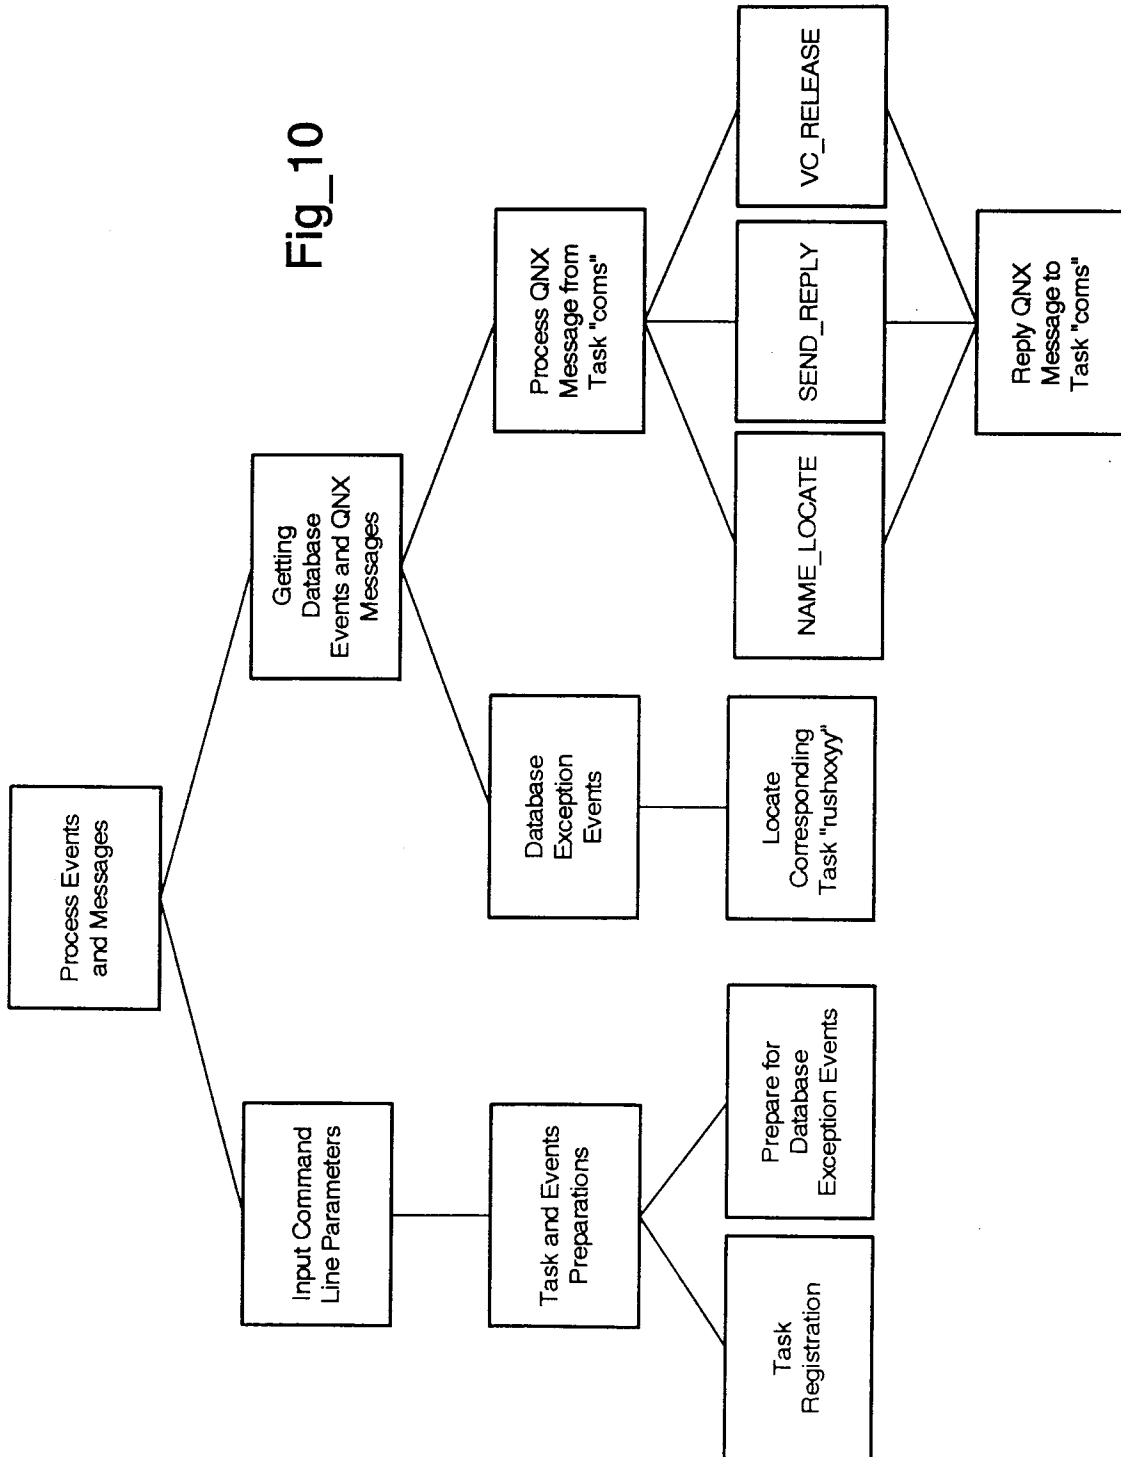 Fig_10
Process Events
and Messages
Input Command
Line Parameters
Getting
Database
Events and QNX
Messages
Task and Events
Preparations
Database
Exception
Events
Process QNX
Message from
Task "coms"
Task
Registration
Prepare for
Database
Exception Events
Locate
Corresponding
Task "rushxxyy"
NAME_LOCATE
SEND_REPLY
VC_RELEASE
Reply QNX
Message to
Task "coms"